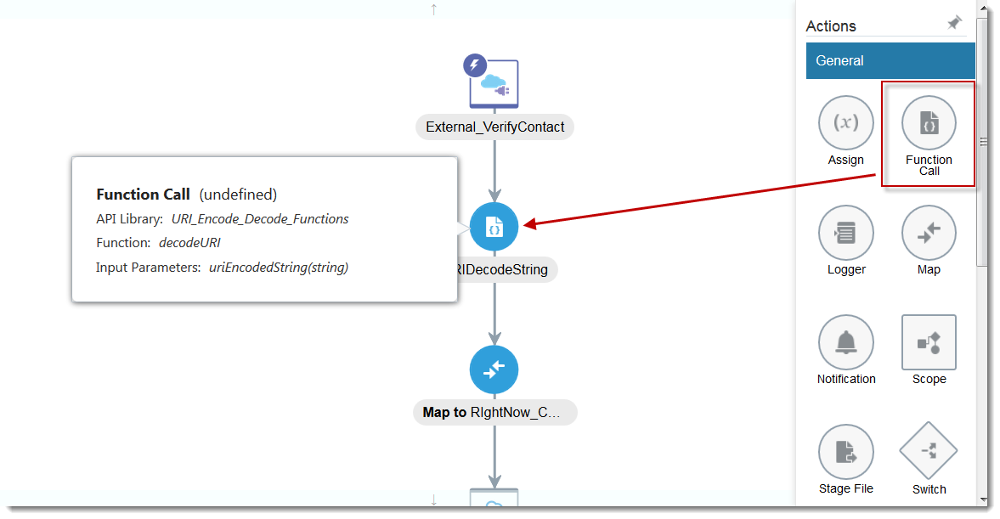 Actions
General
(x)
Assign
Function
Call
External_VerifyContact
Function Call (undefined)
API Library: URI_Encode_Decode_Functions
Function: decodeURI
Input Parameters: uriEncodedString(string)
RIDecodeString
Logger
Map
Notification
Scope
Map to RIghtNow_C...
Stage File
Switch